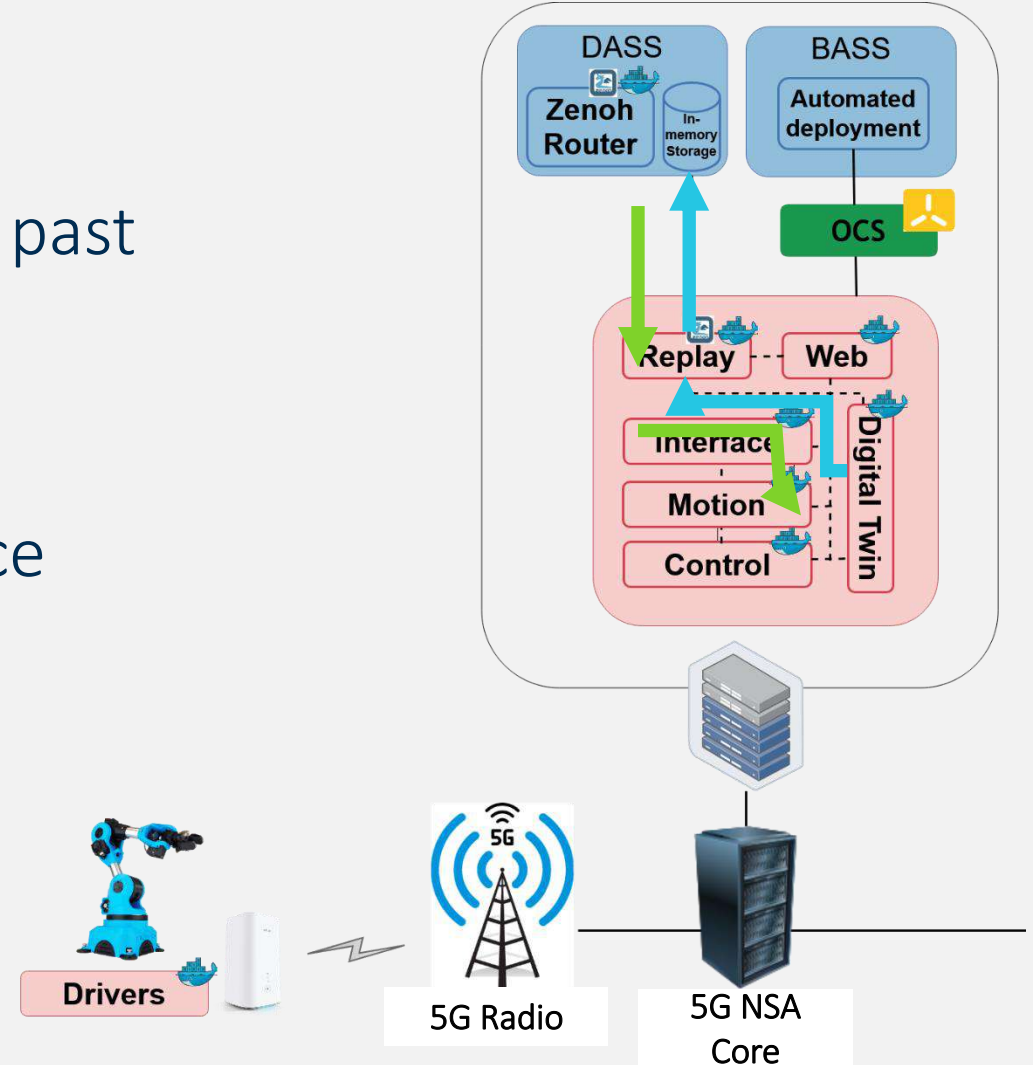 past
ce
DASS
Zenoh
Router
In-
memory
Storage
BASS
Automated
deployment
OCS
Replay
Web
Interface
Motion
Control
Digital Twin
5G
Drivers
5G Radio
5G NSA
Core